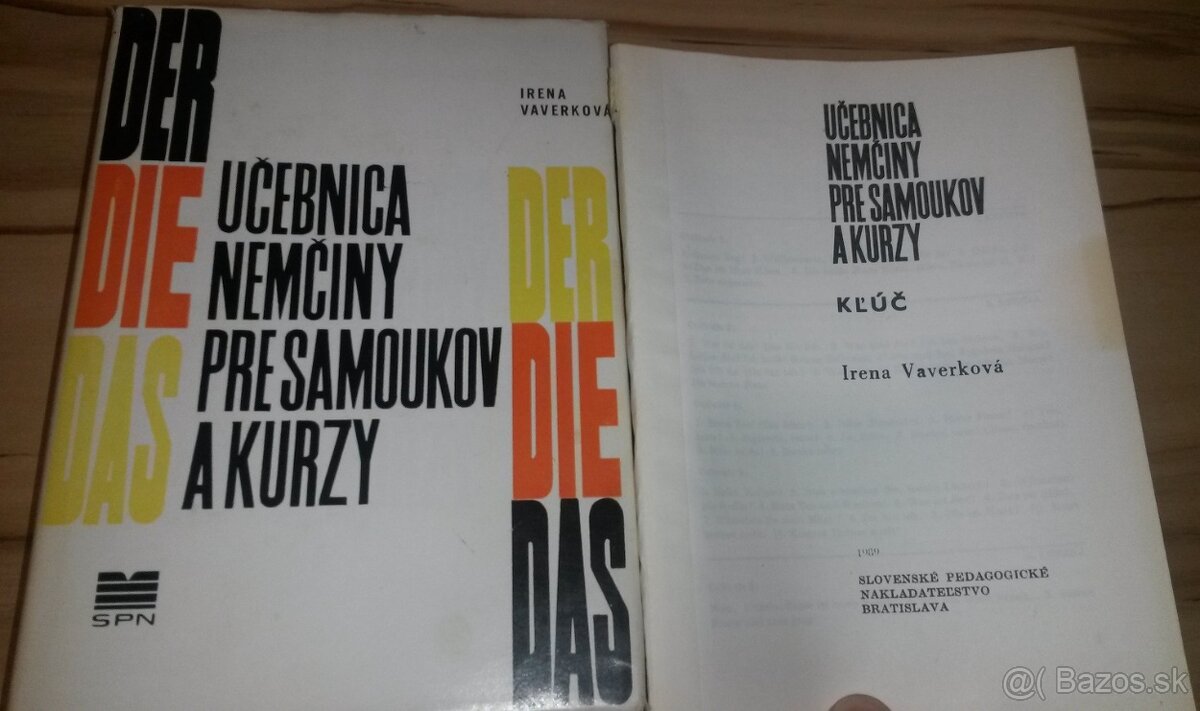 DER
DIE
DAS
IRENA
VAVERKOVÁ
UČEBNICA
NEMČINY
PRE SAMOUKOV
A KURZY
DER
DIE
DAS
SPN
UČEBNICA
NEMČINY
PRE SAMOUKOV
A KURZY
KĽÚČ
Irena Vaverková
1989
SLOVENSKÉ PEDAGOGICKÉ
NAKLADATEĽSTVO
BRATISLAVA
@( Bazos.sk